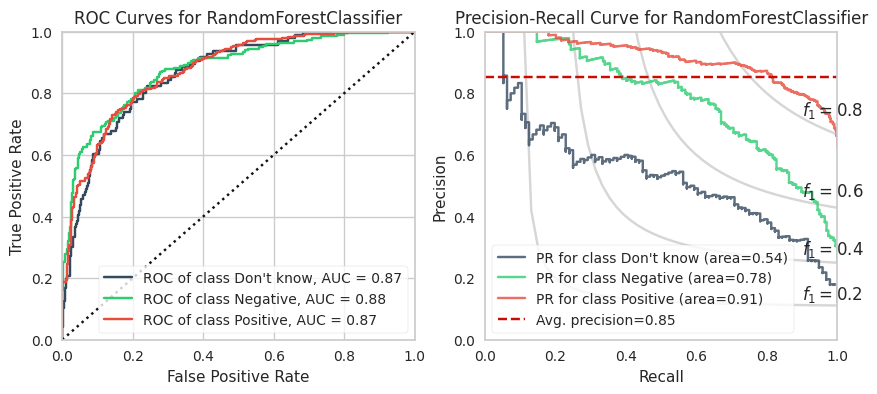 ROC Curves for RandomForestClassifier
1.0
0.8
0.6
0.4
0.2
0.0
True Positive Rate
0.0 0.2 0.4 0.6 0.8 1.0
False Positive Rate
ROC of class Don't know, AUC = 0.87
ROC of class Negative, AUC = 0.88
ROC of class Positive, AUC = 0.87
Precision-Recall Curve for RandomForestClassifier
1.0
0.8
0.6
0.4
0.2
0.0
Precision
0.0 0.2 0.4 0.6 0.8 1.0
Recall
f1 = 0.8
f1 = 0.6
f1 = 0.4
f1 = 0.2
PR for class Don't know (area=0.54)
PR for class Negative (area=0.78)
PR for class Positive (area=0.91)
Avg. precision=0.85